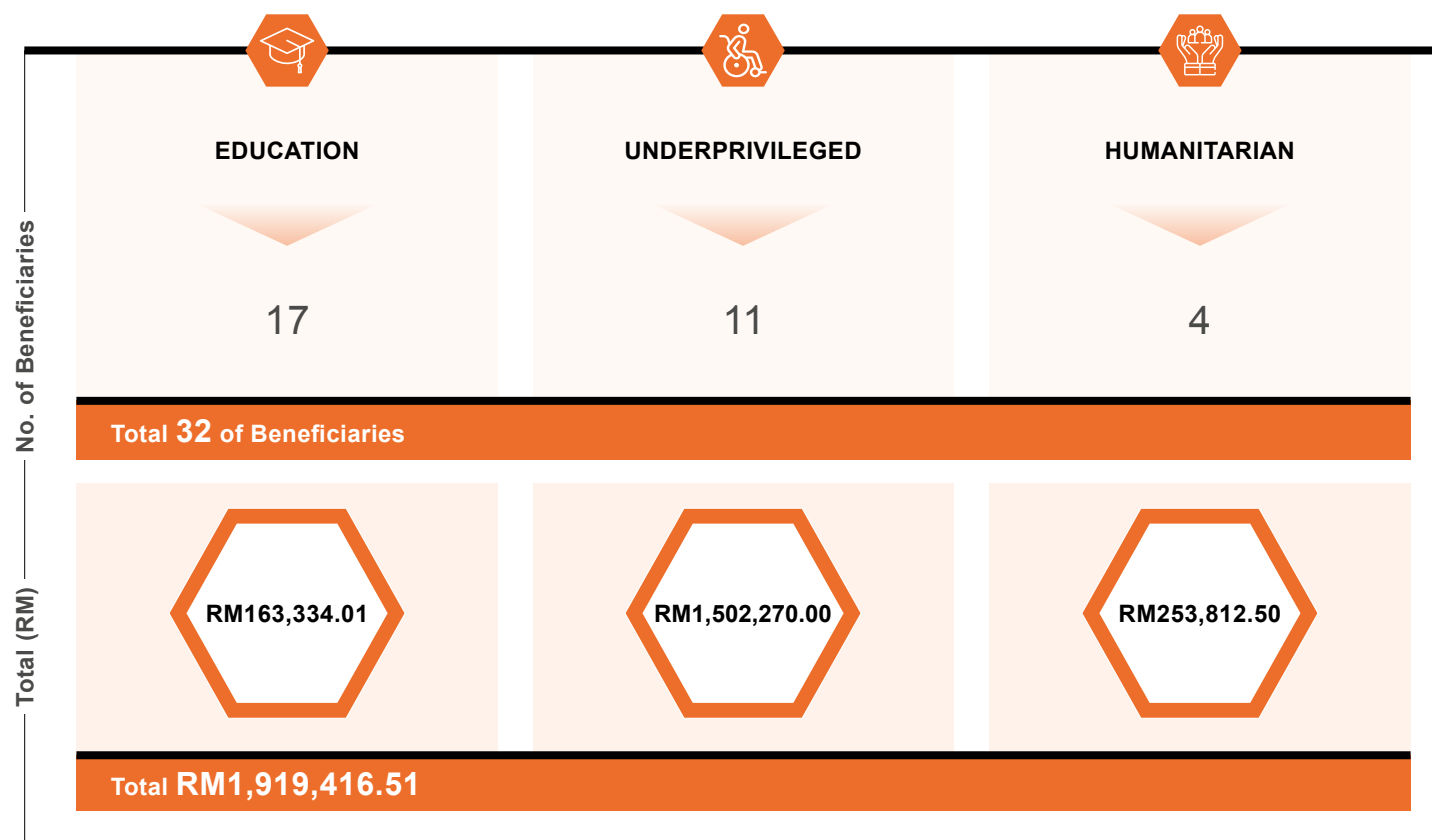 EDUCATION
UNDERPRIVILEGED
HUMANITARIAN
No. of Beneficiaries
17
11
4
Total 32 of Beneficiaries
Total (RM)
RM163,334.01
RM1,502,270.00
RM253,812.50
Total RM1,919,416.51